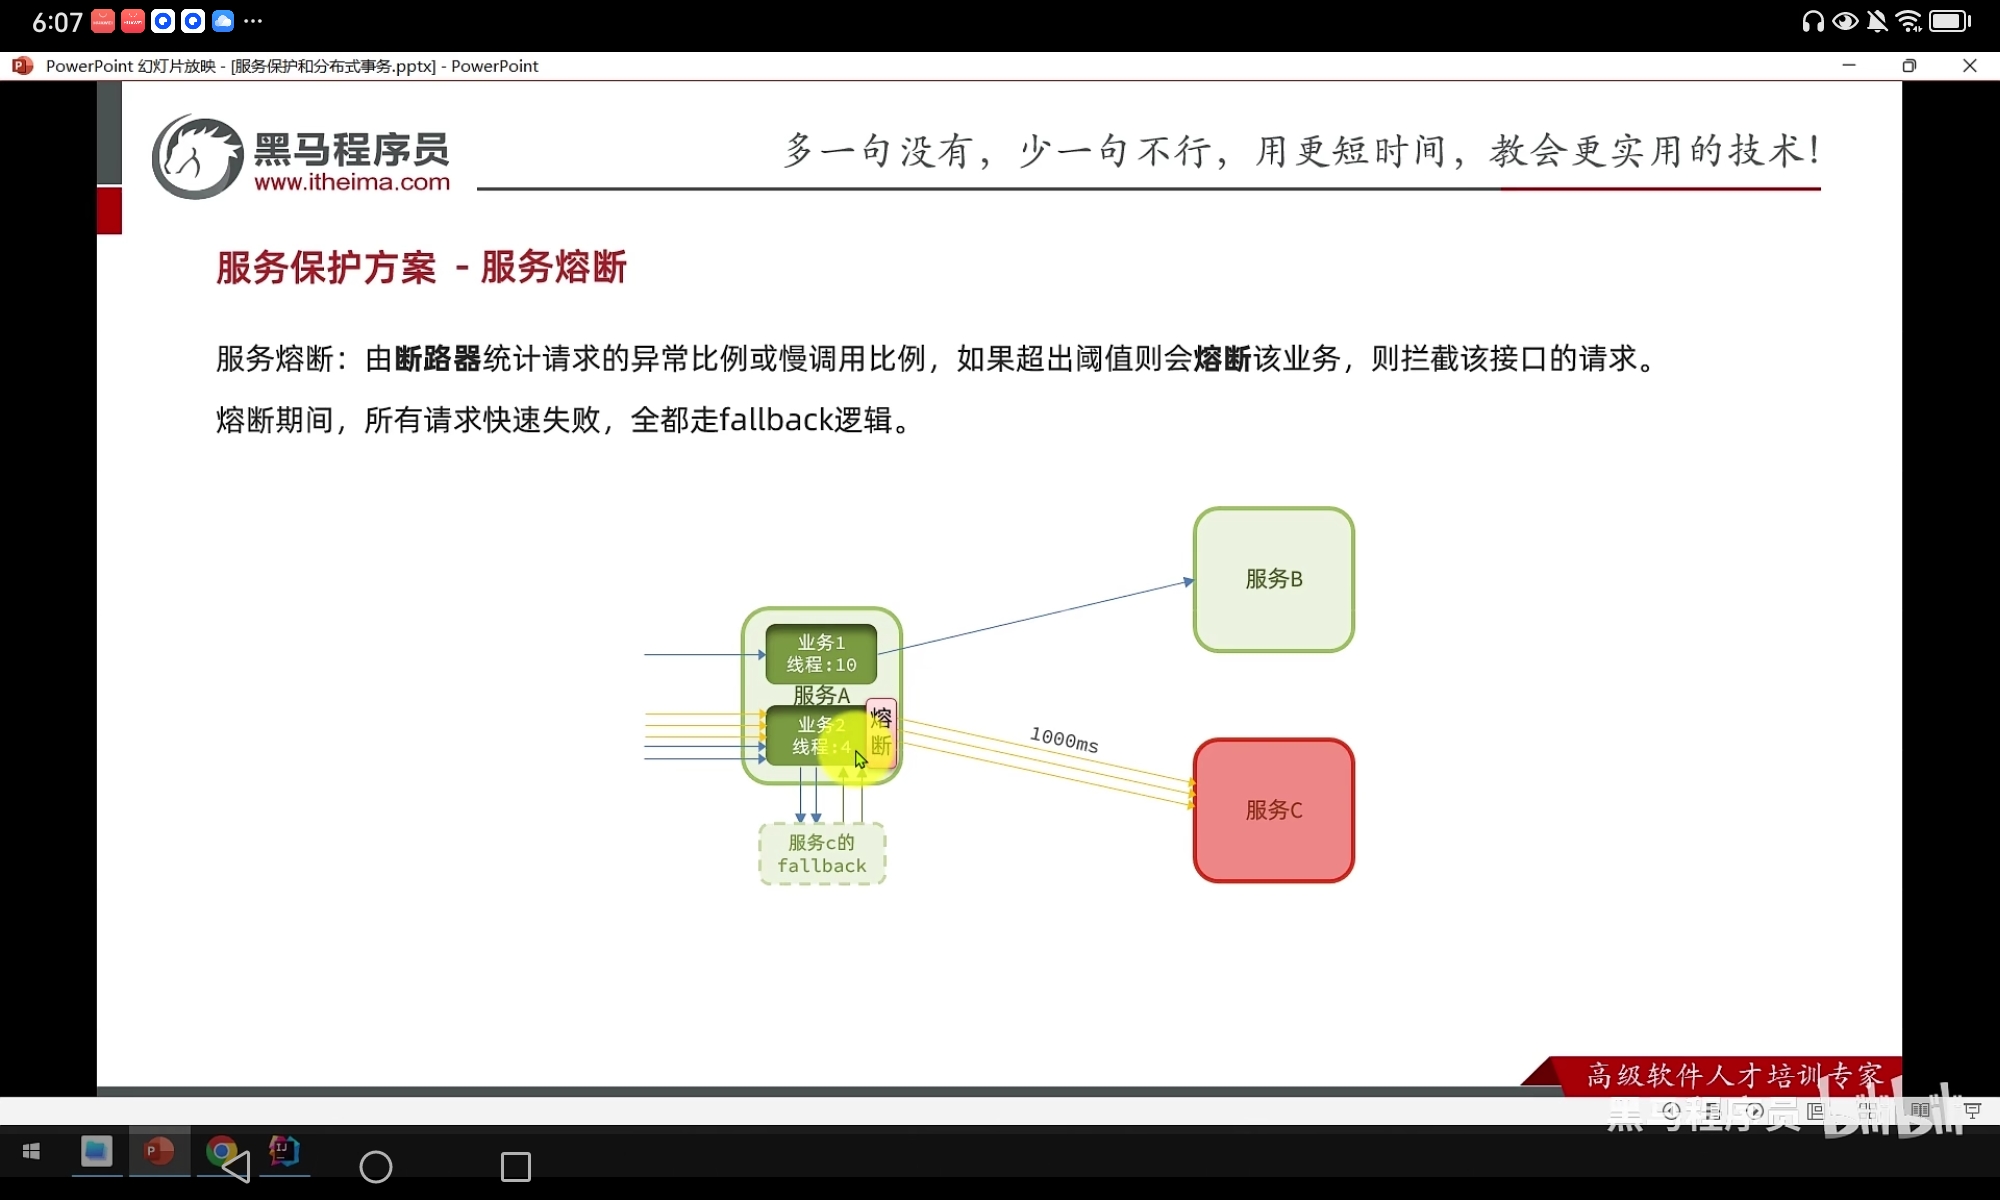 6:07
PowerPoint 幻灯片放映 - [服务保护和分布式事务.pptx] - PowerPoint
黑马程序员
www.itheima.com
多一句没有，少一句不行，用更短时间，教会更实用的技术！
服务保护方案 - 服务熔断
服务熔断：由断路器统计请求的异常比例或慢调用比例，如果超出阈值则会熔断该业务，则拦截该接口的请求。
熔断期间，所有请求快速失败，全都走fallback逻辑。
服务B
业务1
线程:10
服务A
业务2
线程:4
熔
断
1000ms
服务C
服务c的
fallback
高级软件人才培训专家
黑马程序员 bilibili